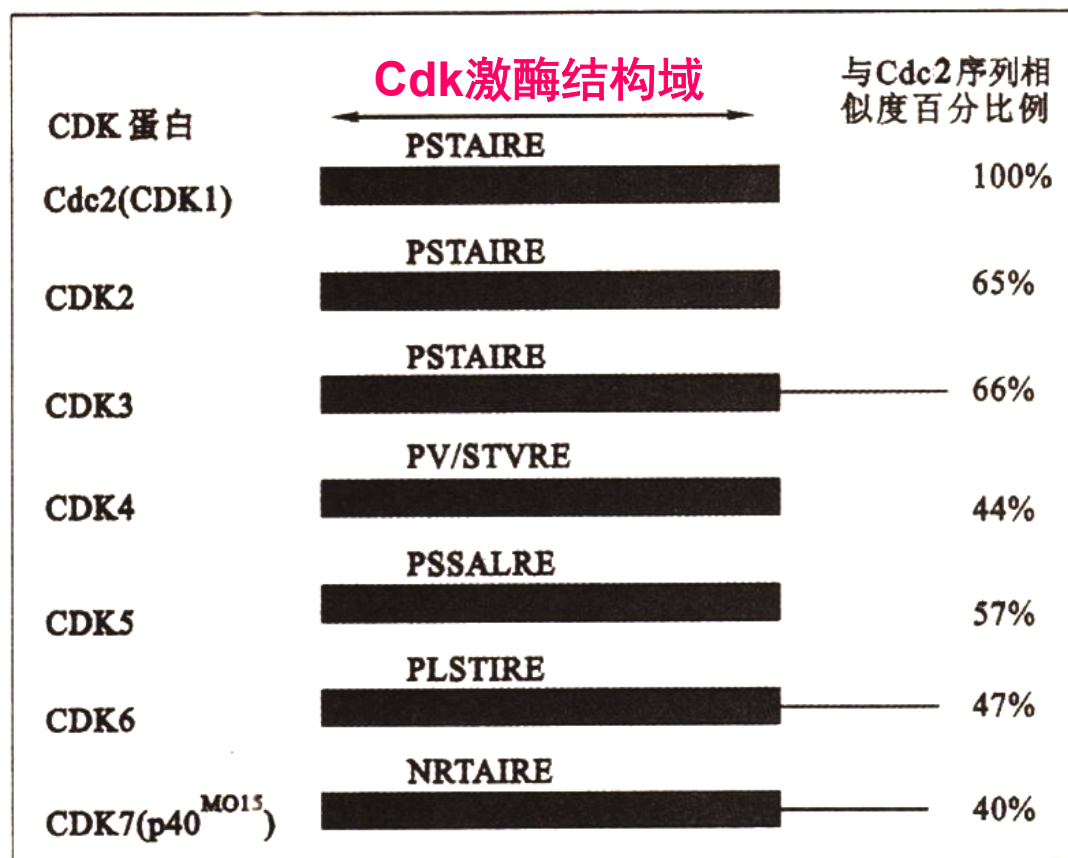 Cdk激酶结构域
与Cdc2序列相
似度百分比例
CDK 蛋白
PSTAIRE
Cdc2(CDK1)
100%
PSTAIRE
CDK2
65%
PSTAIRE
CDK3
66%
PV/STVRE
CDK4
44%
PSSALRE
CDK5
57%
PLSTIRE
CDK6
47%
NRTAIRE
CDK7(p40^MO15)
40%